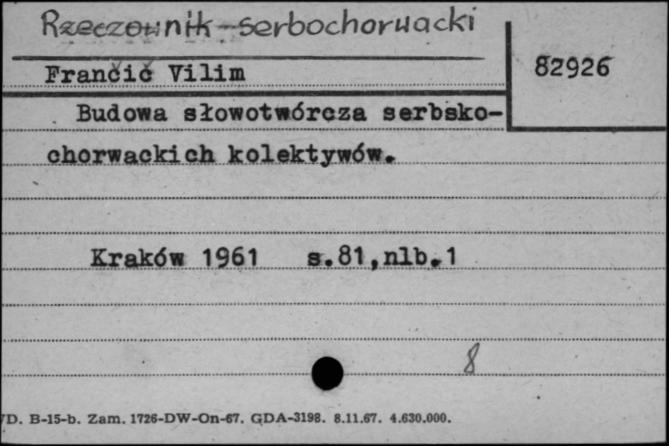 Rzeczownik-serbochorwacki
Frančić Vilim
82926
Budowa słowotwórcza serbsko-
chorwackich kolektywów.
Kraków 1961 s.81,nlb.1
8
/D. B-15-b. Zam. 1726-DW-On-67. GDA-3198. 8.11.67. 4.630.000.